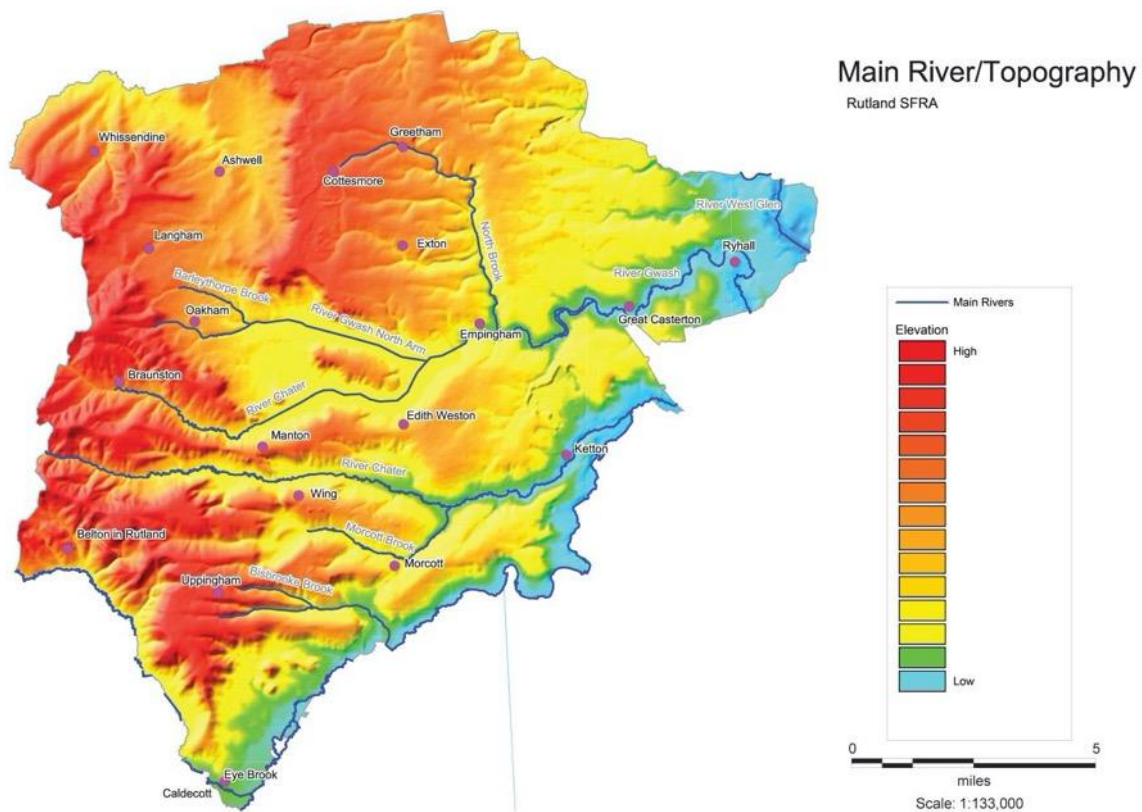 Main River/Topography
Rutland SFRA
Whissendine
Ashwell
Greetham
Cottesmore
River West Glen
Langham
Exton
North Brook
Ryhall
River Gwash
Barleythorpe Brook
Oakham
River Gwash North Arm
Empingham
Great Casterton
Braunston
River Chater
Edith Weston
Manton
Ketton
River Chater
Wing
Morcott Brook
Belton in Rutland
Morcott
Uppingham
Bisbrooke Brook
Eye Brook
Caldecott
Main Rivers
Elevation
High
Low
0 5
miles
Scale: 1:133,000